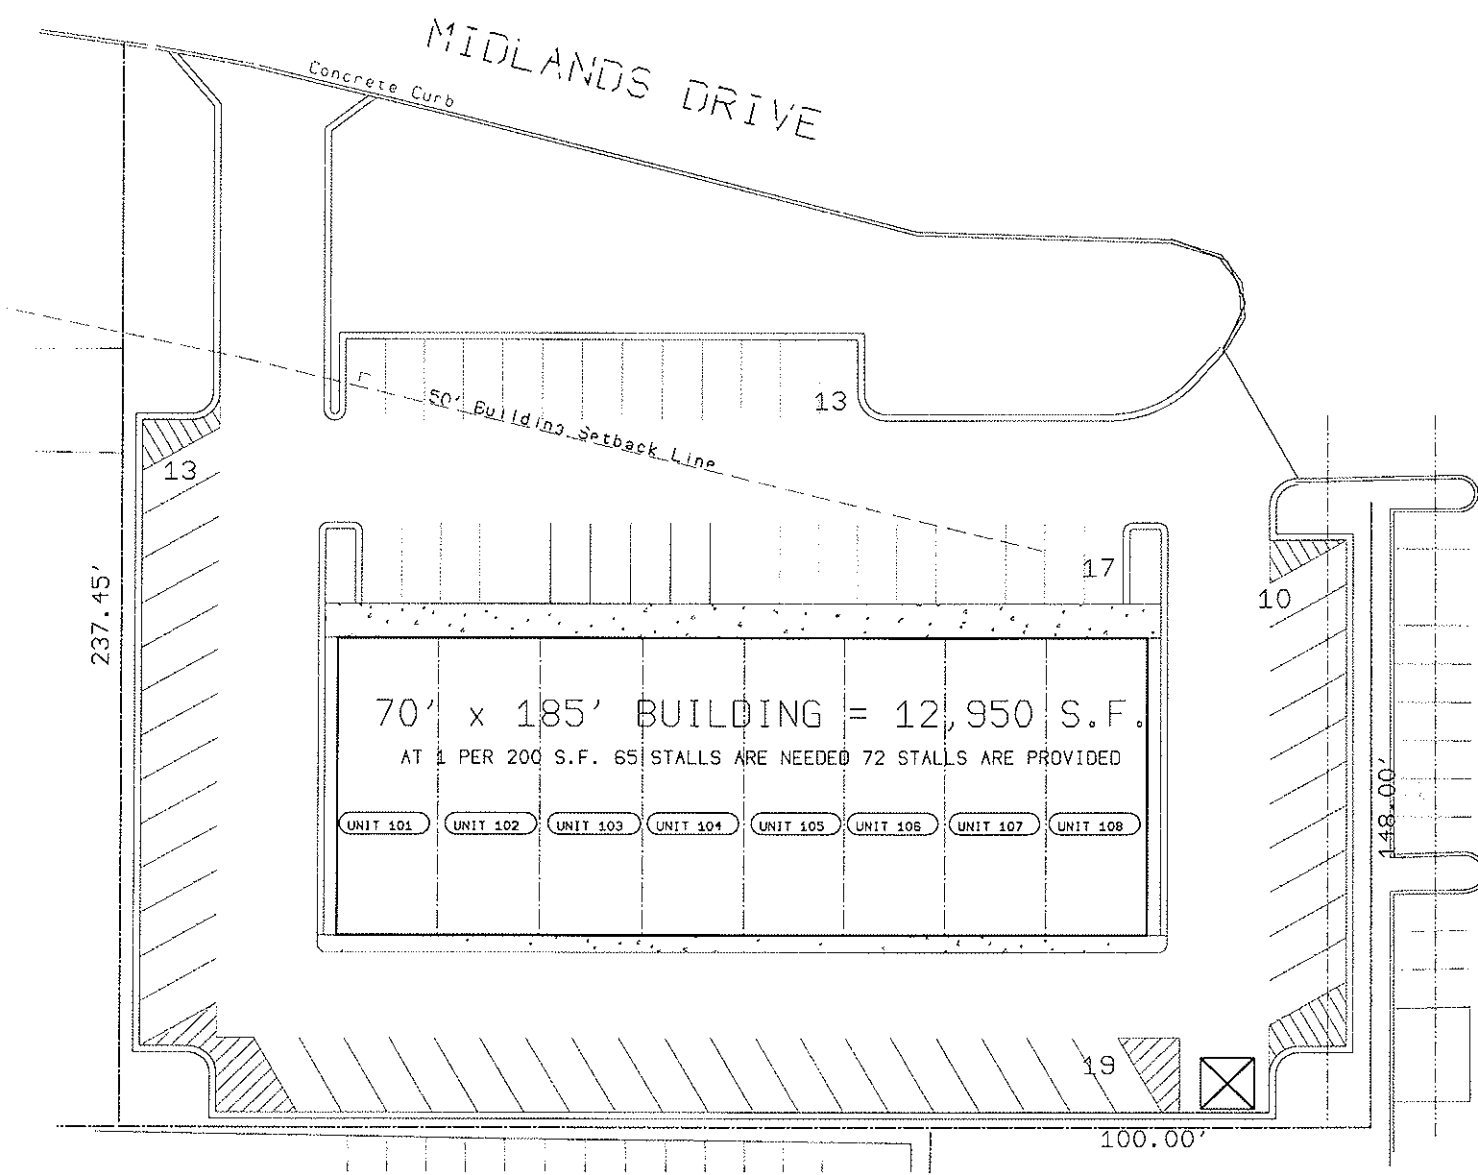 MIDLANDS DRIVE
Concrete Curb
13
50' Building Setback Line
13
17
10
237.45'
70' x 185' BUILDING = 12,950 S.F.
AT 1 PER 200 S.F. 65 STALLS ARE NEEDED 72 STALLS ARE PROVIDED
148.00'
UNIT 101
UNIT 102
UNIT 103
UNIT 104
UNIT 105
UNIT 106
UNIT 107
UNIT 108
19
100.00'